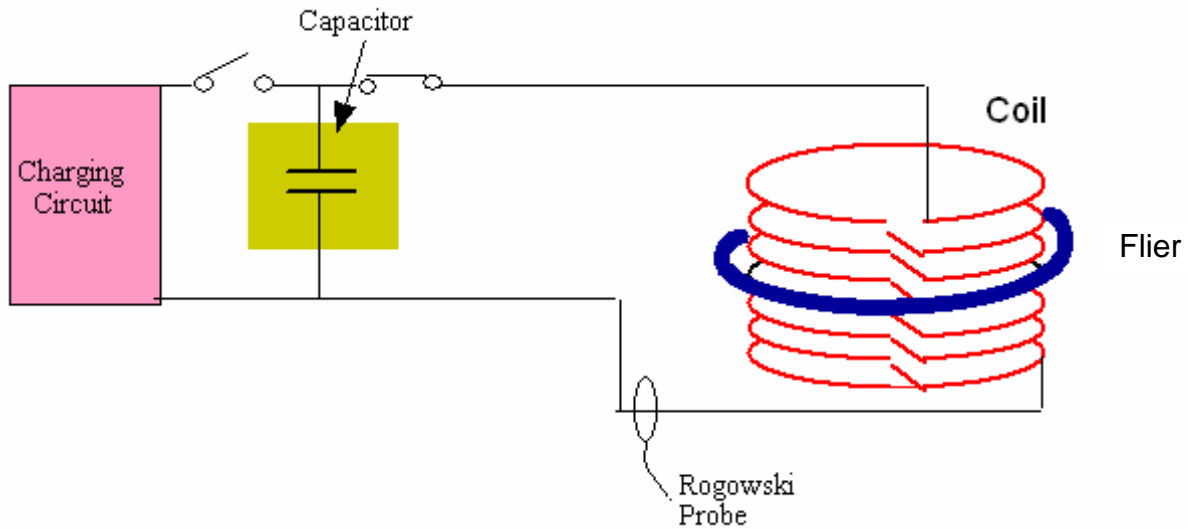 Capacitor
Coil
Charging
Circuit
Flier
Rogowski
Probe